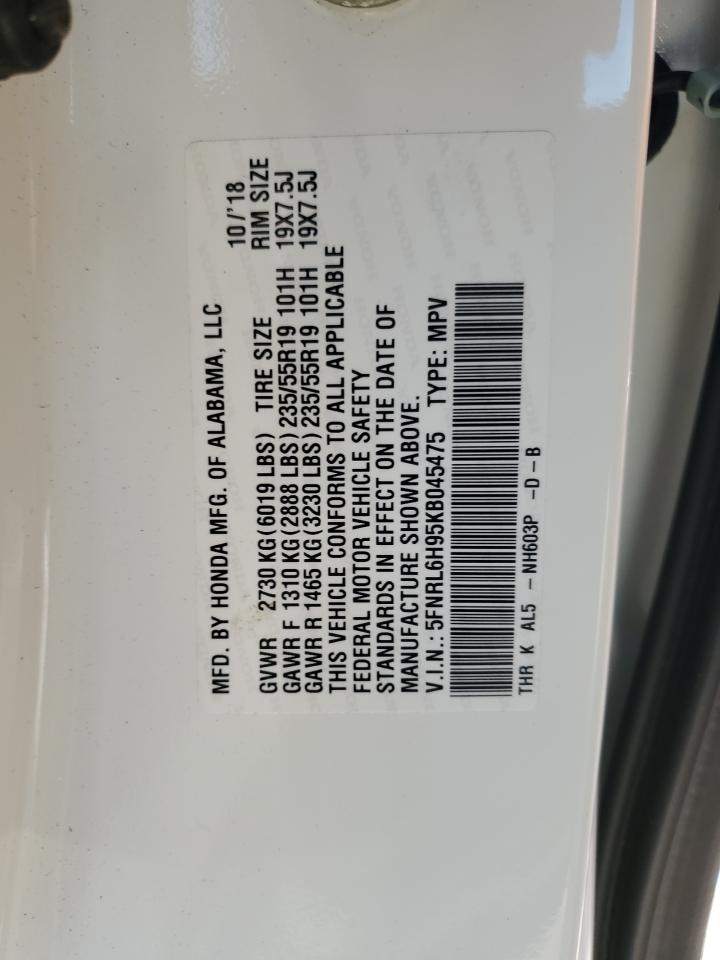 MFD. BY HONDA MFG. OF ALABAMA, LLC 10/'18
GVWR 2730 KG (6019 LBS) TIRE SIZE RIM SIZE
GAWR F 1310 KG (2888 LBS) 235/55R19 101H 19X7.5J
GAWR R 1465 KG (3230 LBS) 235/55R19 101H 19X7.5J
THIS VEHICLE CONFORMS TO ALL APPLICABLE
FEDERAL MOTOR VEHICLE SAFETY
STANDARDS IN EFFECT ON THE DATE OF
MANUFACTURE SHOWN ABOVE.
V.I.N.: 5FNRL6H95KB045475 TYPE: MPV
THR K AL5 - NH603P -D-B